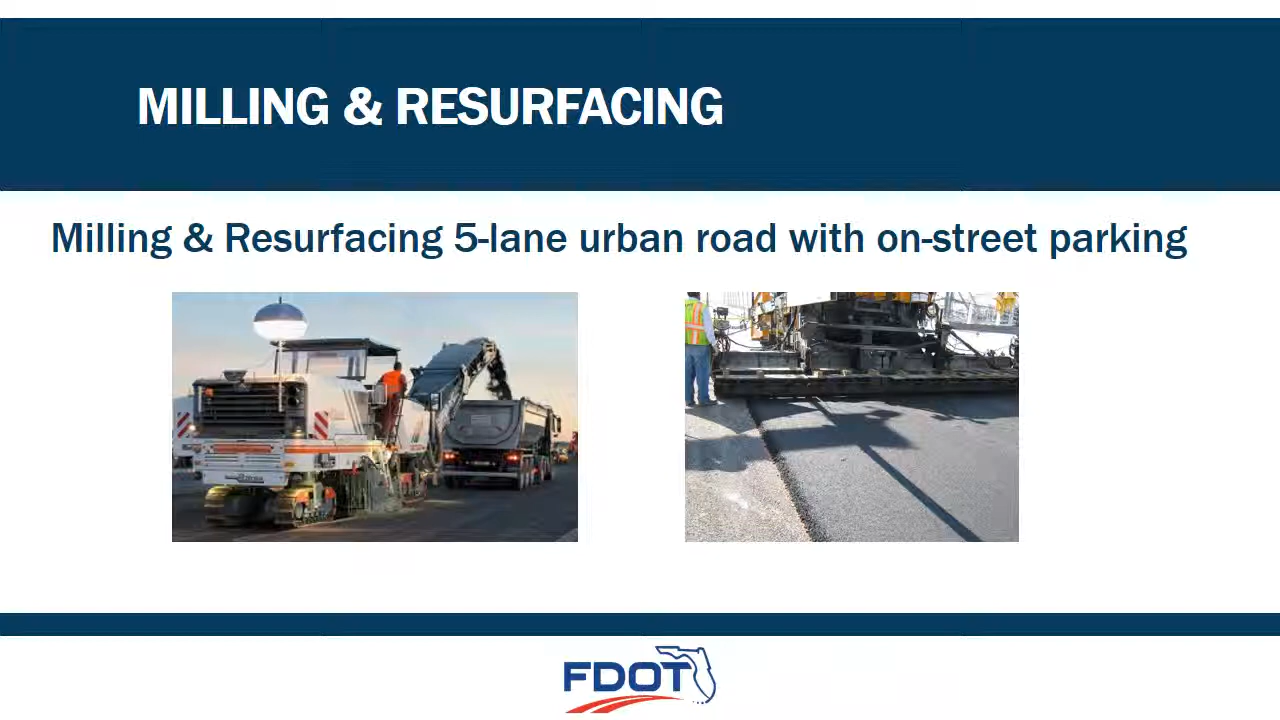 MILLING & RESURFACING
Milling & Resurfacing 5-lane urban road with on-street parking
FDOT